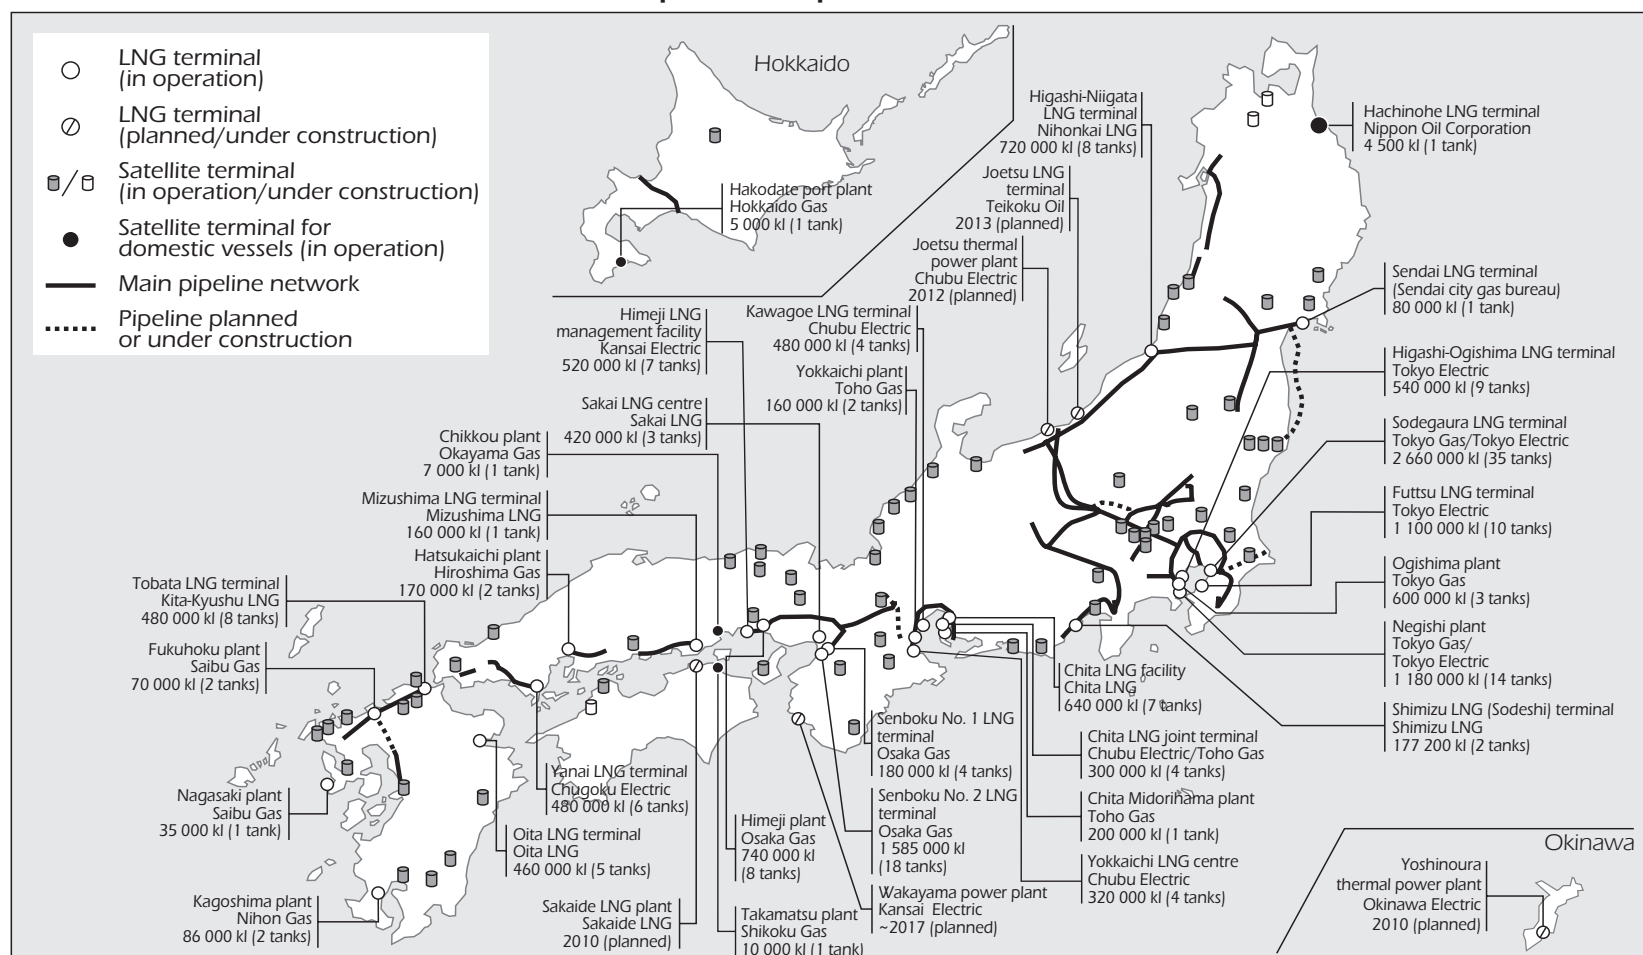 LNG terminal
(in operation)
LNG terminal
(planned/under construction)
Satellite terminal
(in operation/under construction)
Satellite terminal for
domestic vessels (in operation)
Main pipeline network
Pipeline planned
or under construction
Hokkaido
Hakodate port plant
Hokkaido Gas
5 000 kl (1 tank)
Higashi-Niigata
LNG terminal
Nihonkai LNG
720 000 kl (8 tanks)
Joetsu LNG
terminal
Teikoku Oil
2013 (planned)
Joetsu thermal
power plant
Chubu Electric
2012 (planned)
Hachinohe LNG terminal
Nippon Oil Corporation
4 500 kl (1 tank)
Sendai LNG terminal
(Sendai city gas bureau)
80 000 kl (1 tank)
Higashi-Ogishima LNG terminal
Tokyo Electric
540 000 kl (9 tanks)
Sodegaura LNG terminal
Tokyo Gas/Tokyo Electric
2 660 000 kl (35 tanks)
Futtsu LNG terminal
Tokyo Electric
1 100 000 kl (10 tanks)
Ogishima plant
Tokyo Gas
600 000 kl (3 tanks)
Negishi plant
Tokyo Gas/
Tokyo Electric
1 180 000 kl (14 tanks)
Shimizu LNG (Sodeshi) terminal
Shimizu LNG
177 200 kl (2 tanks)
Himeji LNG
management facility
Kansai Electric
520 000 kl (7 tanks)
Kawagoe LNG terminal
Chubu Electric
480 000 kl (4 tanks)
Yokkaichi plant
Toho Gas
160 000 kl (2 tanks)
Sakai LNG centre
Sakai LNG
420 000 kl (3 tanks)
Chikkou plant
Okayama Gas
7 000 kl (1 tank)
Mizushima LNG terminal
Mizushima LNG
160 000 kl (1 tank)
Hatsukaichi plant
Hiroshima Gas
170 000 kl (2 tanks)
Tobata LNG terminal
Kita-Kyushu LNG
480 000 kl (8 tanks)
Fukuhoku plant
Saibu Gas
70 000 kl (2 tanks)
Nagasaki plant
Saibu Gas
35 000 kl (1 tank)
Kagoshima plant
Nihon Gas
86 000 kl (2 tanks)
Yanai LNG terminal
Chugoku Electric
480 000 kl (6 tanks)
Oita LNG terminal
Oita LNG
460 000 kl (5 tanks)
Sakaide LNG plant
Sakaide LNG
2010 (planned)
Himeji plant
Osaka Gas
740 000 kl
(8 tanks)
Takamatsu plant
Shikoku Gas
10 000 kl (1 tank)
Senboku No. 1 LNG
terminal
Osaka Gas
180 000 kl (4 tanks)
Senboku No. 2 LNG
terminal
Osaka Gas
1 585 000 kl
(18 tanks)
Wakayama power plant
Kansai Electric
~2017 (planned)
Chita LNG facility
Chita LNG
640 000 kl (7 tanks)
Chita LNG joint terminal
Chubu Electric/Toho Gas
300 000 kl (4 tanks)
Chita Midorihama plant
Toho Gas
200 000 kl (1 tank)
Yokkaichi LNG centre
Chubu Electric
320 000 kl (4 tanks)
Okinawa
Yoshinoura
thermal power plant
Okinawa Electric
2010 (planned)